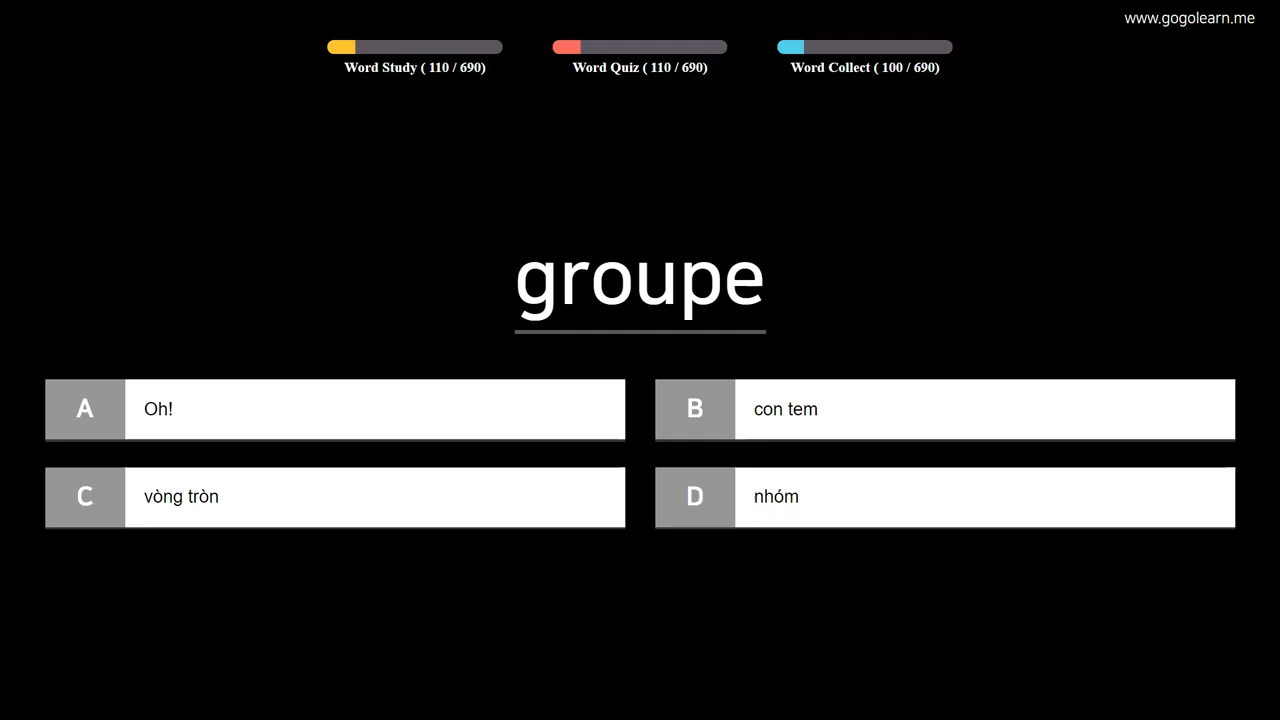 www.gogolearn.me
Word Study ( 110 / 690)
Word Quiz ( 110 / 690)
Word Collect ( 100 / 690)
groupe
A Oh!
B con tem
C vòng tròn
D nhóm